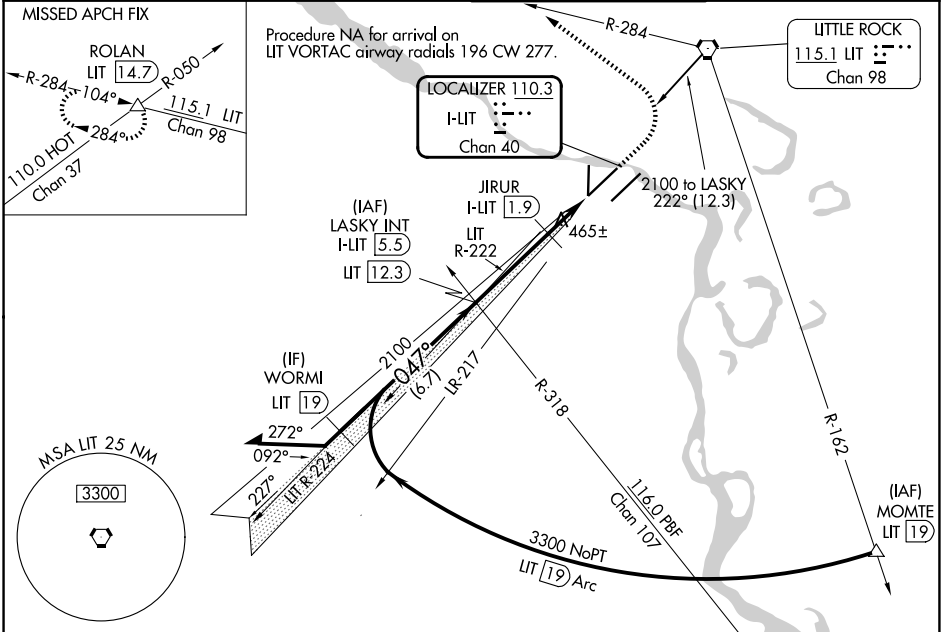 MISSED APCH FIX
ROLAN
LIT 14.7
R-050
R-284
104°
284°
115.1 LIT
Chan 98
110.0 HOT
Chan 37
Procedure NA for arrival on
LIT VORTAC airway radials 196 CW 277.
R-284
LITTLE ROCK
115.1 LIT
Chan 98
LOCALIZER 110.3
I-LIT
Chan 40
2100 to LASKY
222° (12.3)
JIRUR
I-LIT 1.9
465±
LIT
R-222
(IAF)
LASKY INT
I-LIT 5.5
LIT 12.3
2100
047°
(6.7)
LR-217
R-318
R-162
(IF)
WORMI
LIT 19
272°
092°
227°
LIT R-224
MSA LIT 25 NM
3300
116.0 PBF
Chan 107
(IAF)
MOMTE
LIT 19
3300 NoPT
LIT 19 Arc